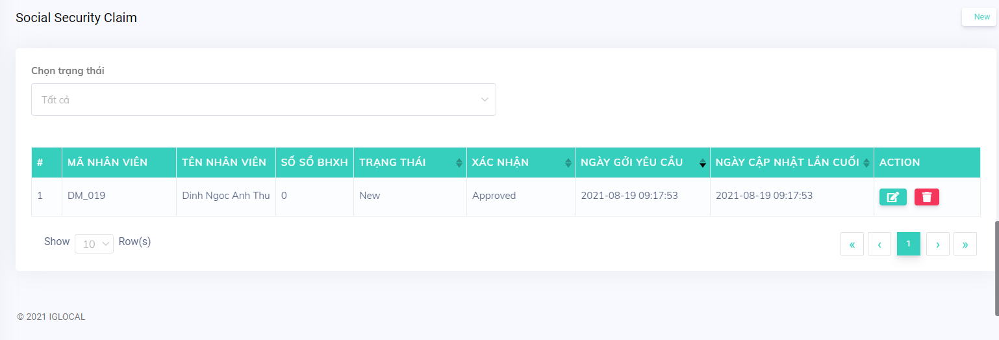 Social Security Claim
New
Chọn trạng thái
Tất cả
# MÃ NHÂN VIÊN TÊN NHÂN VIÊN SỐ SỔ BHXH TRẠNG THÁI XÁC NHẬN NGÀY GỞI YÊU CẦU NGÀY CẬP NHẬT LẦN CUỐI ACTION
1 DM_019 Dinh Ngoc Anh Thu 0 New Approved 2021-08-19 09:17:53 2021-08-19 09:17:53
Show 10 Row(s)
« ‹ 1 › »
© 2021 IGLOCAL